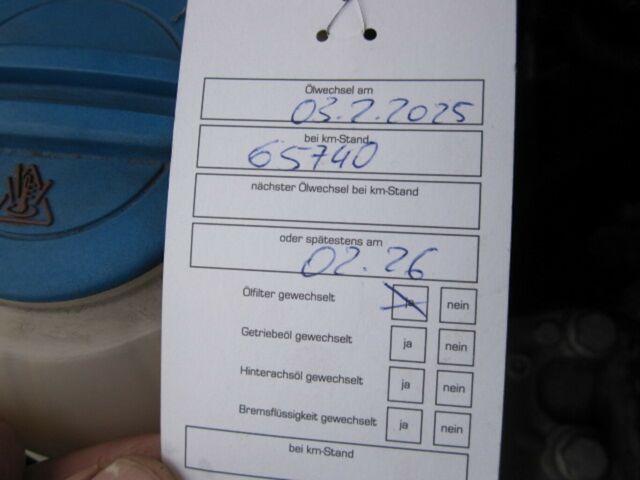 Ölwechsel am
03.2.2025
bei km-Stand
65740
nächster Ölwechsel bei km-Stand
oder spätestens am
02.26
Ölfilter gewechselt ja nein
Getriebeöl gewechselt ja nein
Hinterachsöl gewechselt ja nein
Bremsflüssigkeit gewechselt ja nein
bei km-Stand